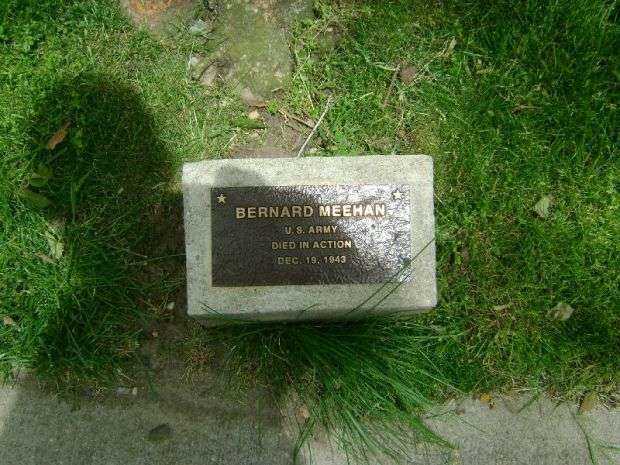 BERNARD MEEHAN
U.S. ARMY
DIED IN ACTION
DEC. 19, 1943